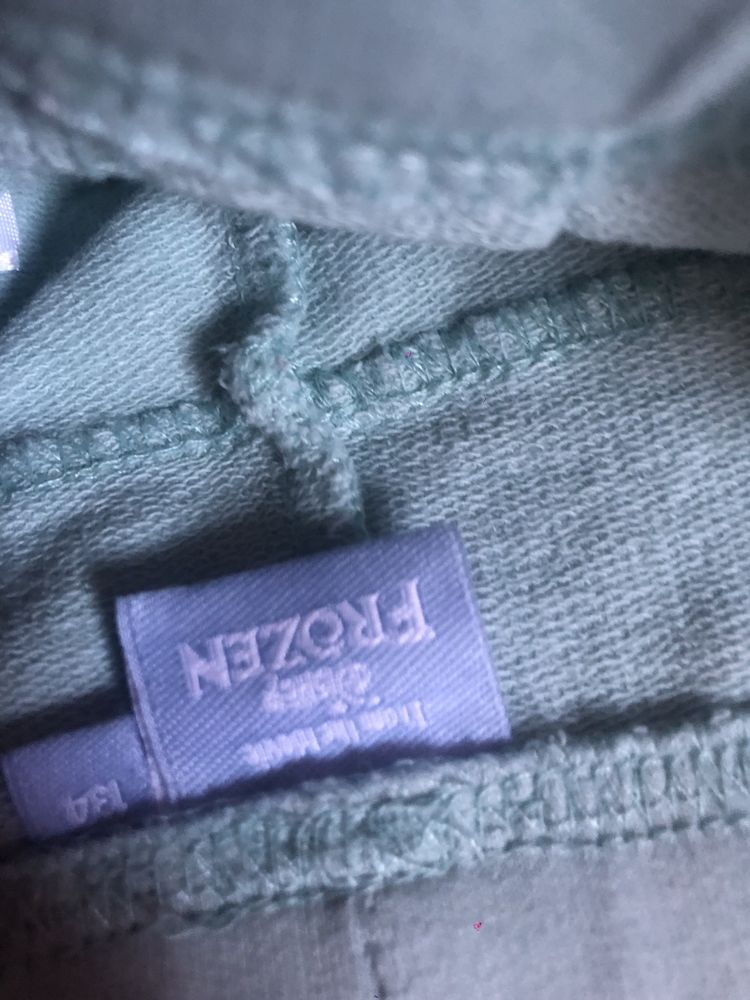 From the Movie
Disney
FROZEN
134